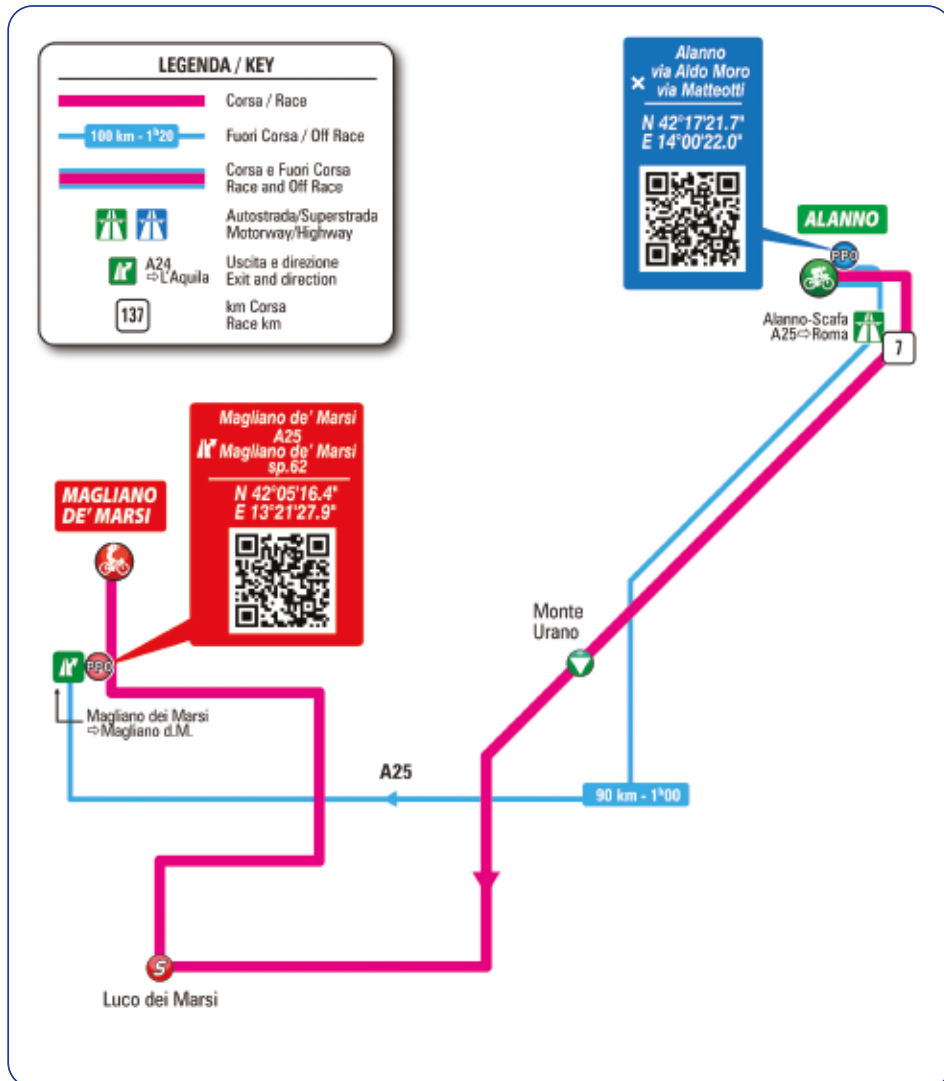 LEGENDA / KEY
Corsa / Race
100 km - 1ʰ20
Fuori Corsa / Off Race
Corsa e Fuori Corsa
Race and Off Race
Autostrada/Superstrada
Motorway/Highway
A24
⇨L'Aquila
Uscita e direzione
Exit and direction
137
km Corsa
Race km
Alanno
via Aldo Moro
via Matteotti
N 42°17'21.7"
E 14°00'22.0"
ALANNO
PPO
Alanno-Scafa
A25⇨Roma
7
Magliano de' Marsi
A25
Magliano de' Marsi
sp.62
N 42°05'16.4"
E 13°21'27.9"
MAGLIANO
DE' MARSI
PPO
Magliano dei Marsi
⇨Magliano d.M.
Monte
Urano
A25
90 km - 1ʰ00
S
Luco dei Marsi